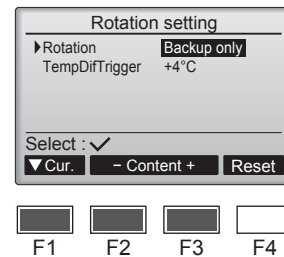 Rotation setting
Rotation Backup only
TempDifTrigger +4°C
Select :
▼Cur. − Content + Reset
F1 F2 F3 F4